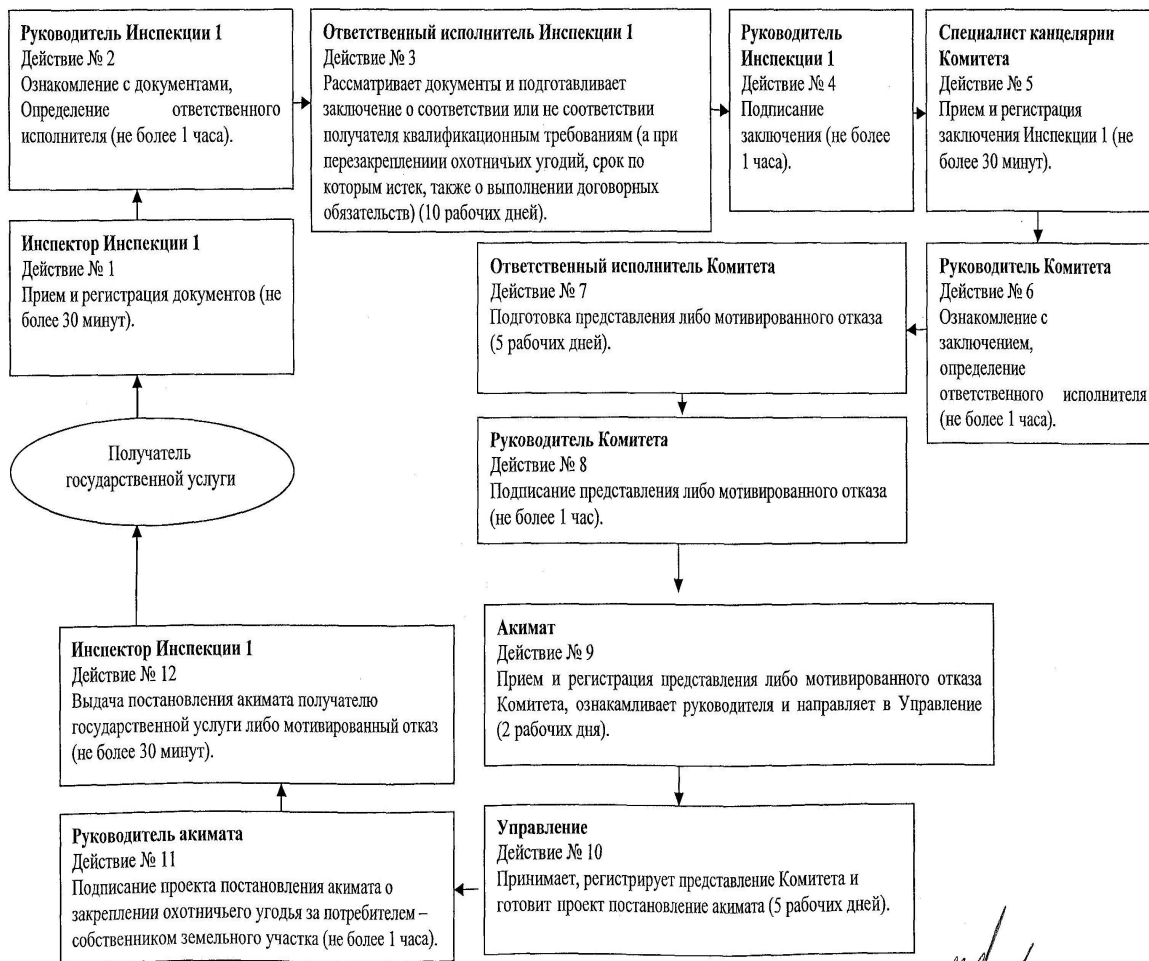 Руководитель Инспекции 1
Действие № 2
Ознакомление с документами,
Определение ответственного
исполнителя (не более 1 часа).
Ответственный исполнитель Инспекции 1
Действие № 3
Рассматривает документы и подготавливает
заключение о соответствии или не соответствии
получателя квалификационным требованиям (а при
перезакреплениии охотничьих угодий, срок по
которым истек, также о выполнении договорных
обязательств) (10 рабочих дней).
Руководитель
Инспекции 1
Действие № 4
Подписание
заключения (не более
1 часа).
Специалист канцелярии
Комитета
Действие № 5
Прием и регистрация
заключения Инспекции 1 (не
более 30 минут).
Инспектор Инспекции 1
Действие № 1
Прием и регистрация документов (не
более 30 минут).
Ответственный исполнитель Комитета
Действие № 7
Подготовка представления либо мотивированного отказа
(5 рабочих дней).
Руководитель Комитета
Действие № 6
Ознакомление с
заключением,
определение
ответственного исполнителя
(не более 1 часа).
Получатель
государственной услуги
Руководитель Комитета
Действие № 8
Подписание представления либо мотивированного отказа
(не более 1 час).
Акимат
Действие № 9
Прием и регистрация представления либо мотивированного отказа
Комитета, ознакамливает руководителя и направляет в Управление
(2 рабочих дня).
Инспектор Инспекции 1
Действие № 12
Выдача постановления акимата получателю
государственной услуги либо мотивированный отказ
(не более 30 минут).
Управление
Действие № 10
Принимает, регистрирует представление Комитета и
готовит проект постановление акимата (5 рабочих дней).
Руководитель акимата
Действие № 11
Подписание проекта постановления акимата о
закреплении охотничьего угодья за потребителем –
собственником земельного участка (не более 1 часа).